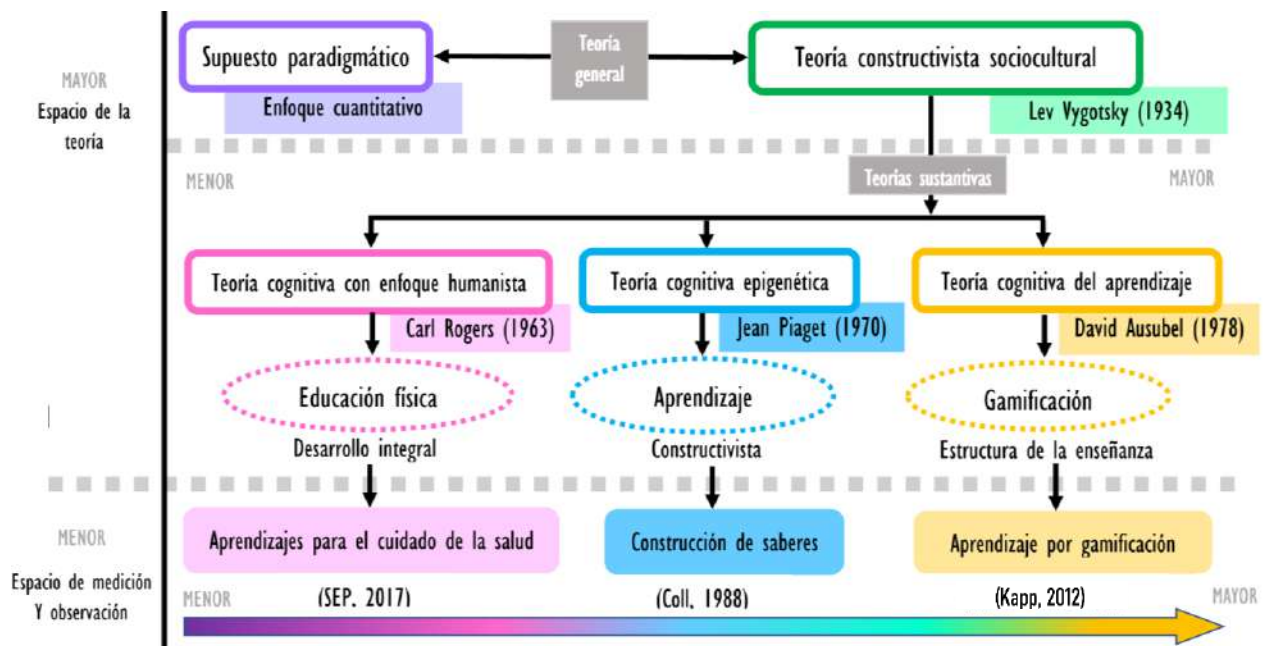 Supuesto paradigmático
Enfoque cuantitativo
Teoría
general
Teoría constructivista sociocultural
Lev Vygotsky (1934)
MAYOR
Espacio de la
teoría
MENOR
Teorías sustantivas
MAYOR
Teoría cognitiva con enfoque humanista
Carl Rogers (1963)
Teoría cognitiva epigenética
Jean Piaget (1970)
Teoría cognitiva del aprendizaje
David Ausubel (1978)
Educación física
Aprendizaje
Gamificación
Desarrollo integral
Constructivista
Estructura de la enseñanza
MENOR
Espacio de medición
Y observación
Aprendizajes para el cuidado de la salud
Construcción de saberes
Aprendizaje por gamificación
MENOR
(SEP, 2017)
(Coll, 1988)
(Kapp, 2012)
MAYOR